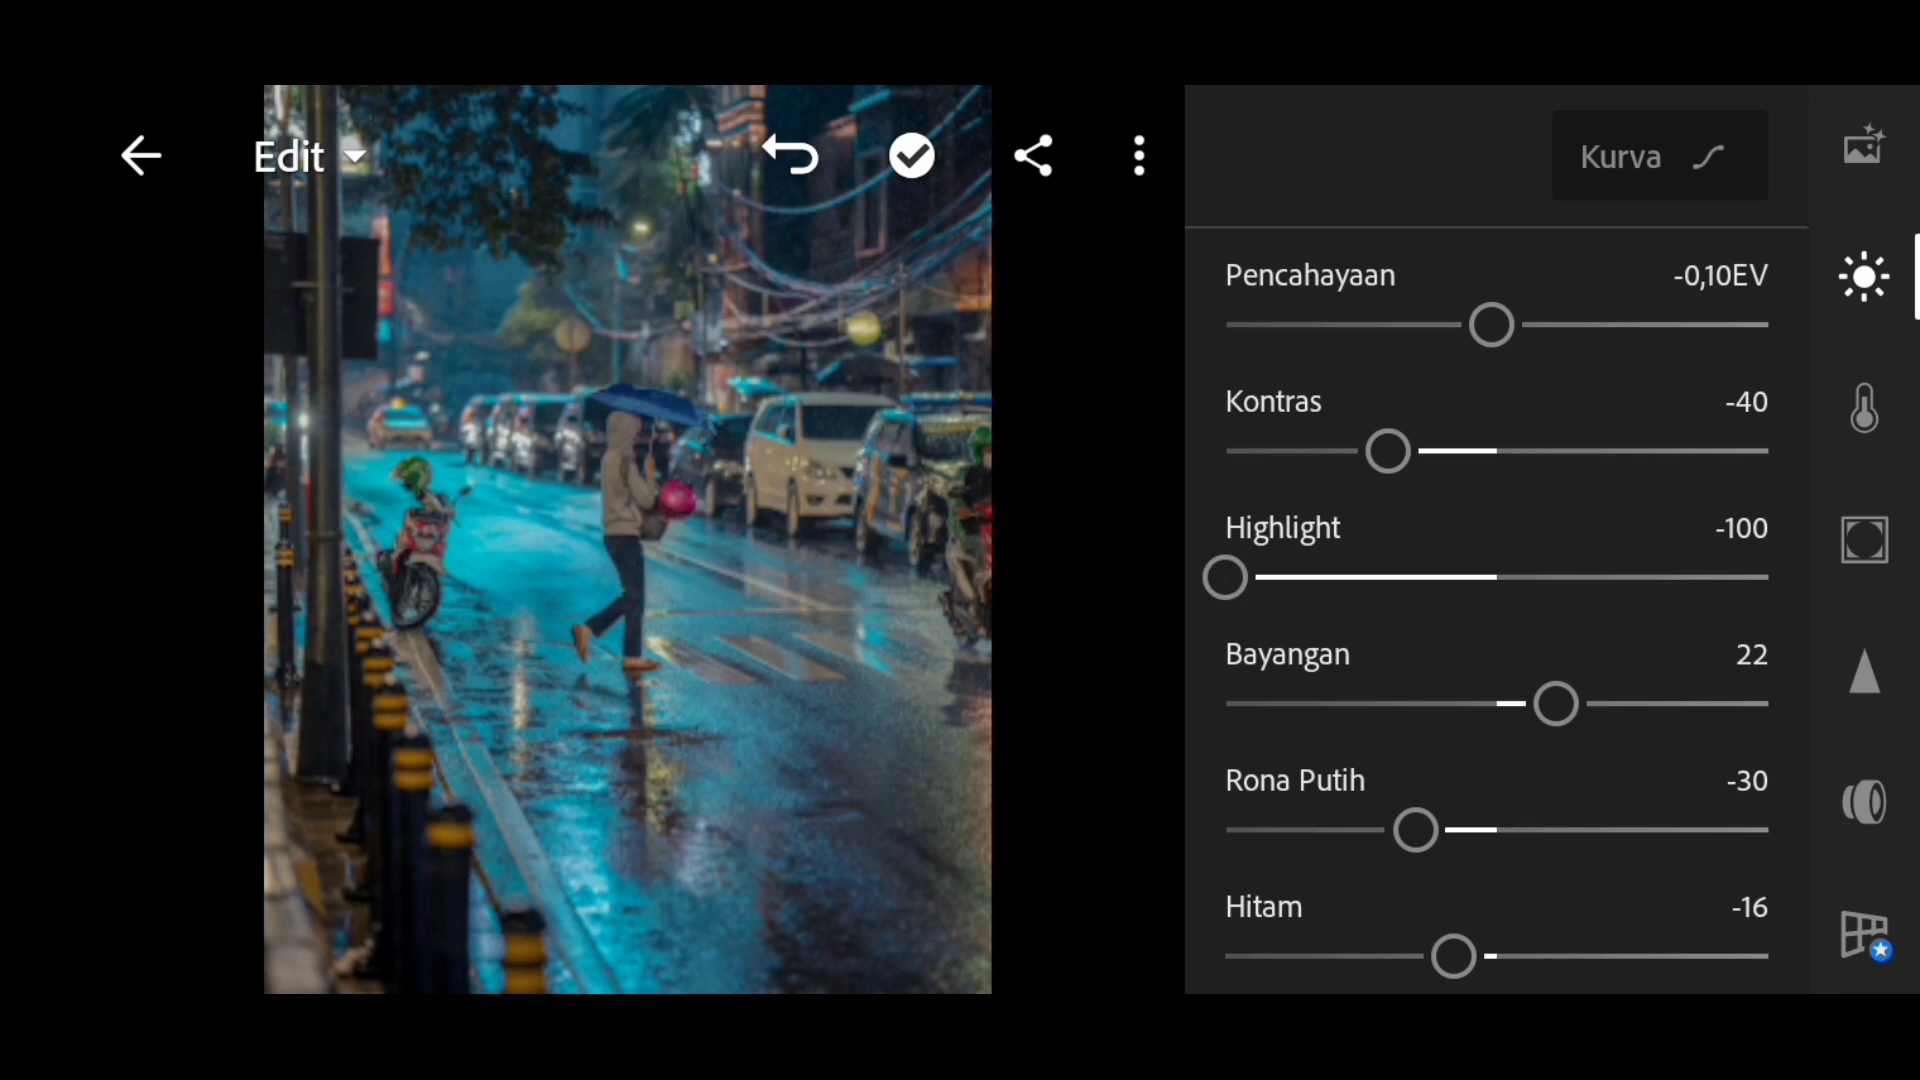 Edit
Kurva
Pencahayaan -0,10EV
Kontras -40
Highlight -100
Bayangan 22
Rona Putih -30
Hitam -16